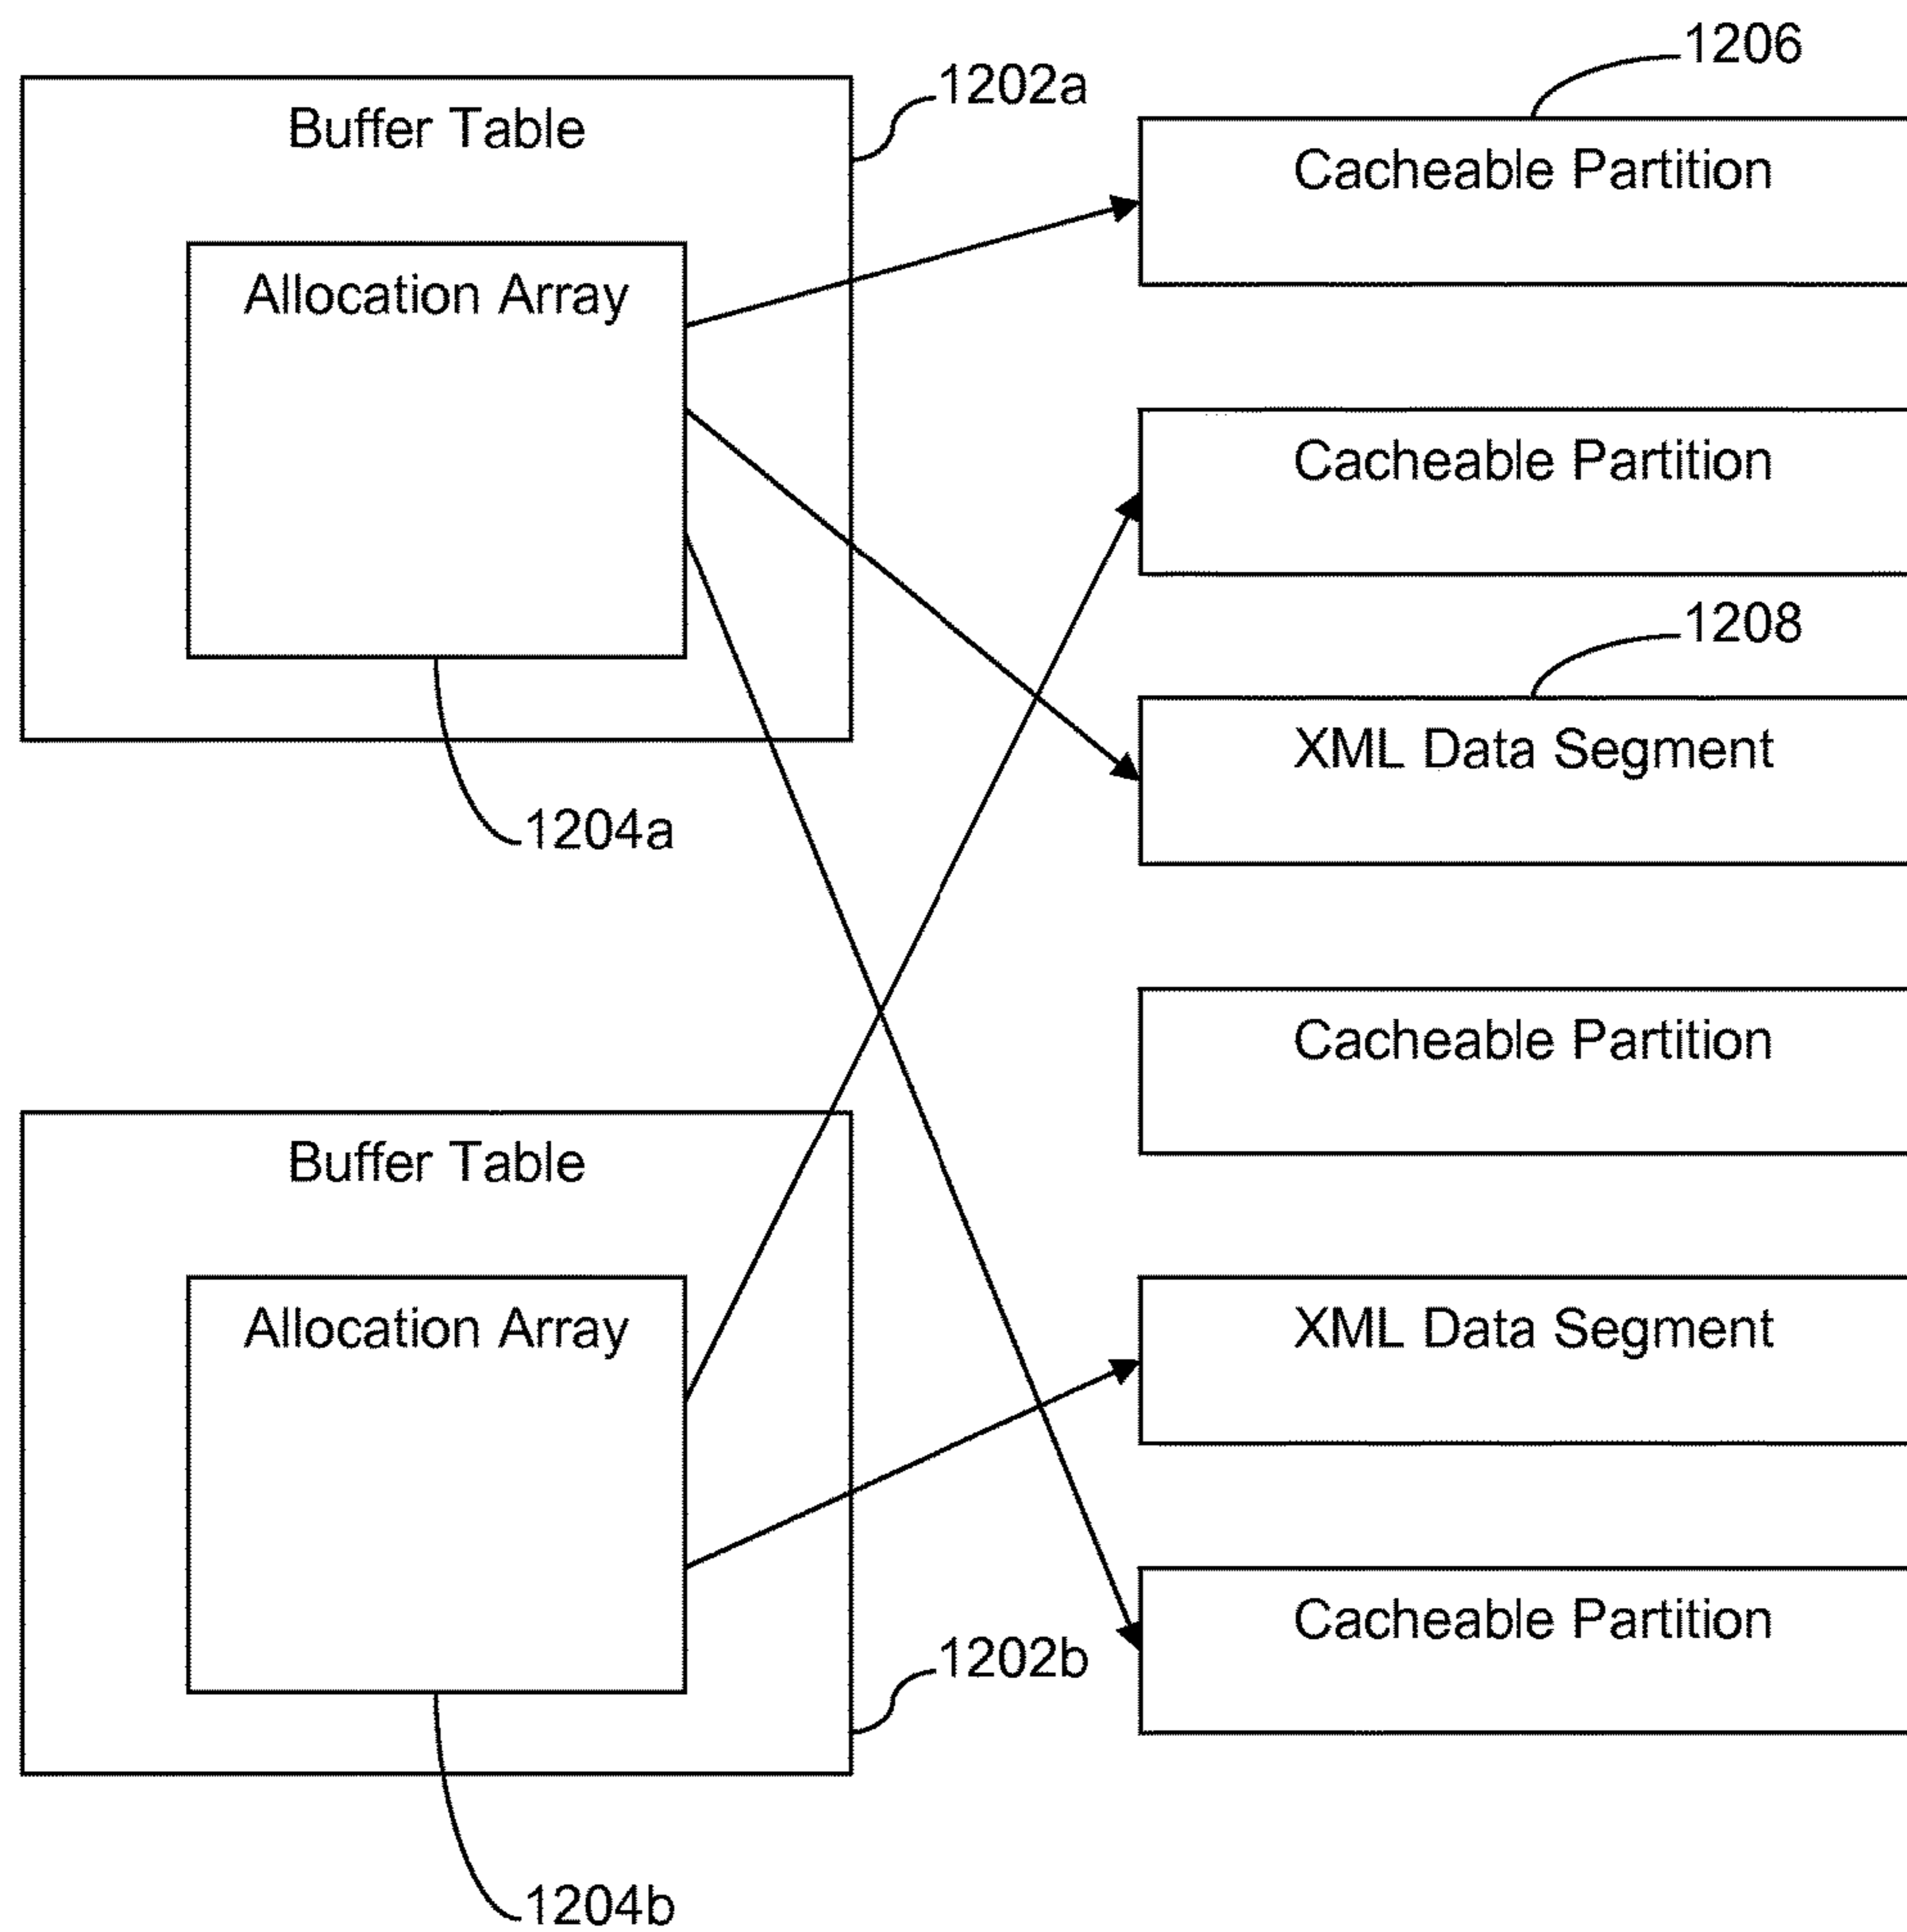 1206
1202a
Buffer Table
Cacheable Partition
Allocation Array
Cacheable Partition
1208
XML Data Segment
1204a
Cacheable Partition
Buffer Table
Allocation Array
XML Data Segment
Cacheable Partition
1202b
1204b